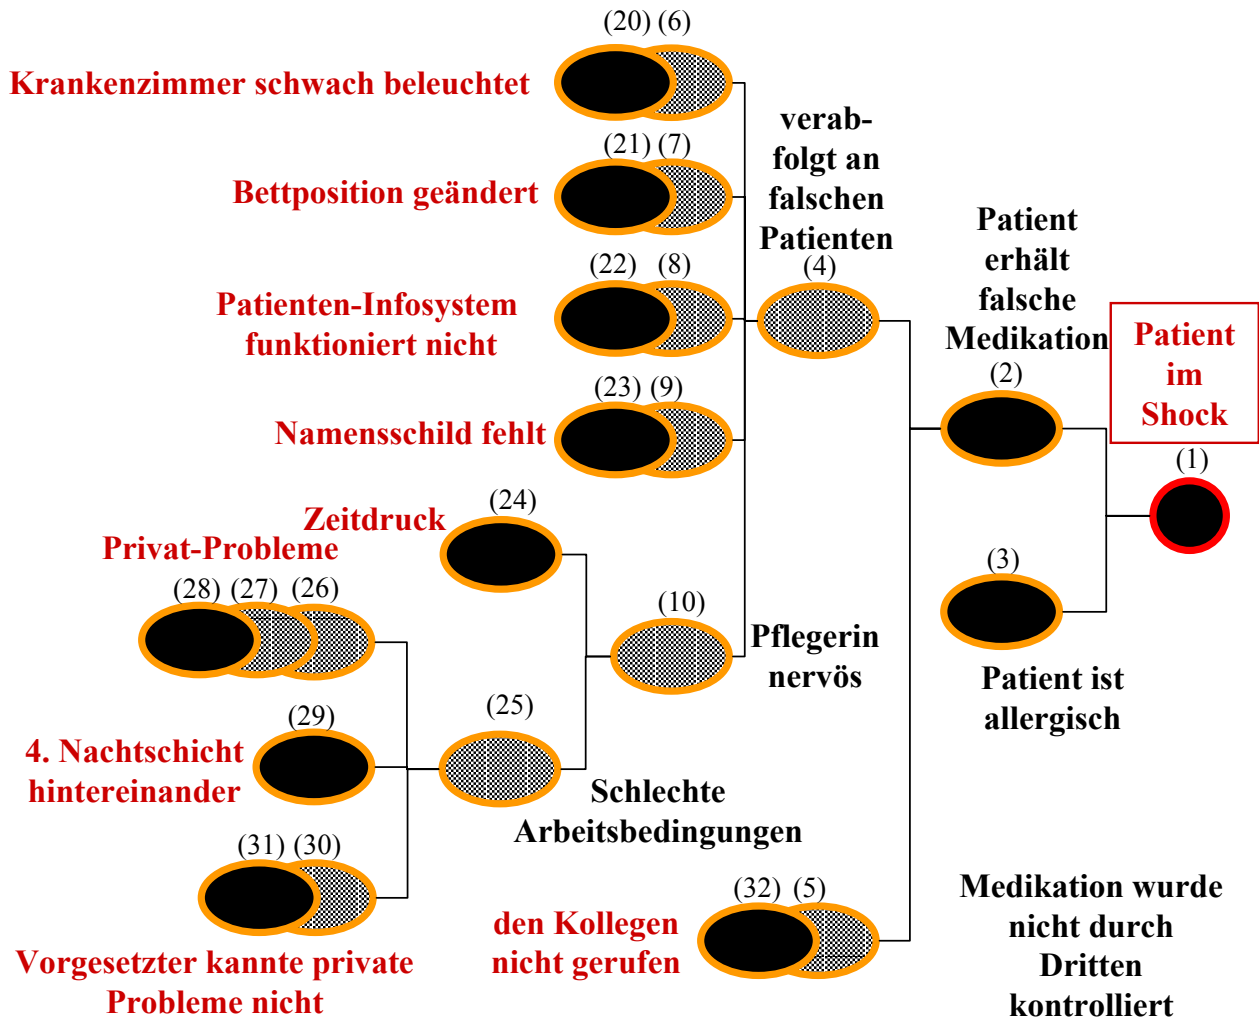 (20) (6)
Krankenzimmer schwach beleuchtet
(21) (7)
Bettposition geändert
(22) (8)
Patienten-Infosystem
funktioniert nicht
(23) (9)
Namensschild fehlt
verab-
folgt an
falschen
Patienten
(4)
Patient
erhält
falsche
Medikation
(2)
Patient
im
Shock
(1)
(3)
Patient ist
allergisch
(24)
Zeitdruck
Privat-Probleme
(28) (27) (26)
(10)
Pflegerin
nervös
(29)
4. Nachtschicht
hintereinander
(25)
Schlechte
Arbeitsbedingungen
(31) (30)
Vorgesetzter kannte private
Probleme nicht
(32) (5)
den Kollegen
nicht gerufen
Medikation wurde
nicht durch
Dritten
kontrolliert